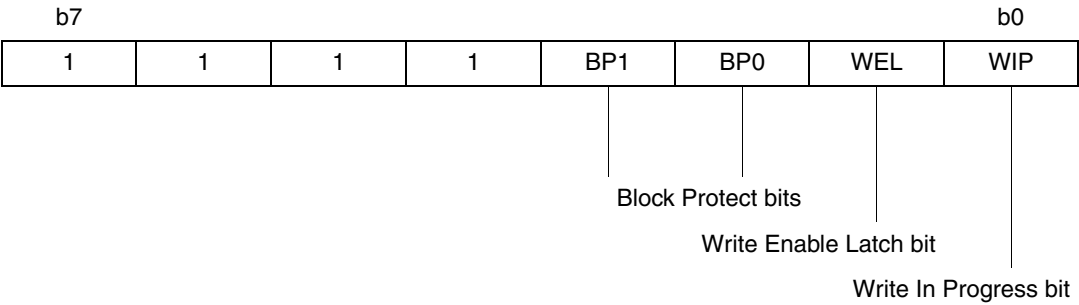 b7 b0
1 1 1 1 BP1 BP0 WEL WIP
Block Protect bits
Write Enable Latch bit
Write In Progress bit